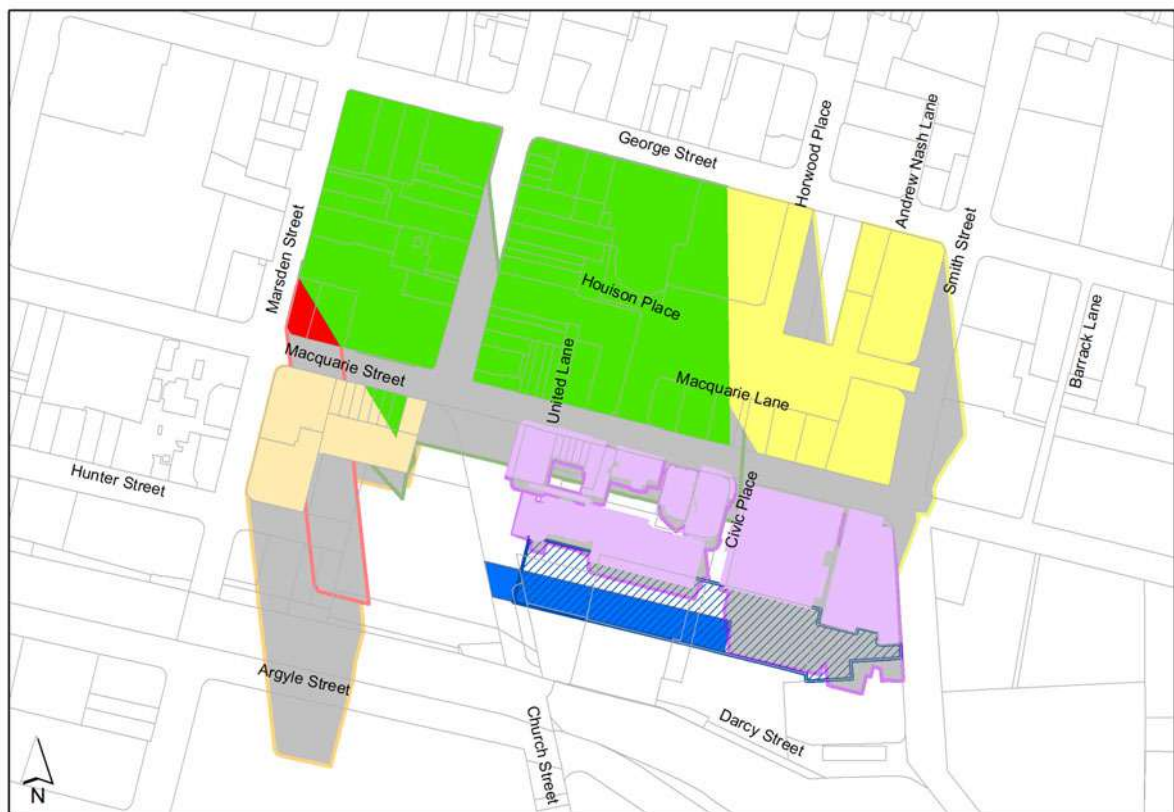 George Street
Horwood Place
Andrew Nash Lane
Smith Street
Marsden Street
Houison Place
Barrack Lane
Macquarie Street
United Lane
Macquarie Lane
Hunter Street
Civic Place
Argyle Street
Church Street
Darcy Street
N